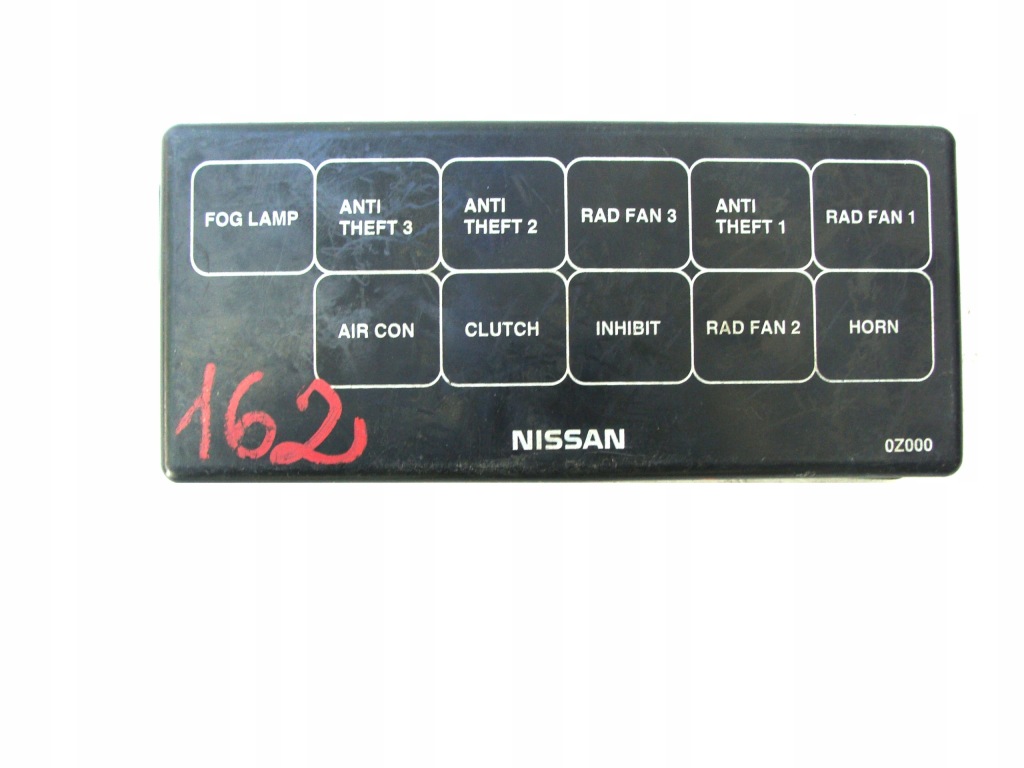 FOG LAMP
ANTI
THEFT 3
ANTI
THEFT 2
RAD FAN 3
ANTI
THEFT 1
RAD FAN 1
AIR CON
CLUTCH
INHIBIT
RAD FAN 2
HORN
162
NISSAN
0Z000